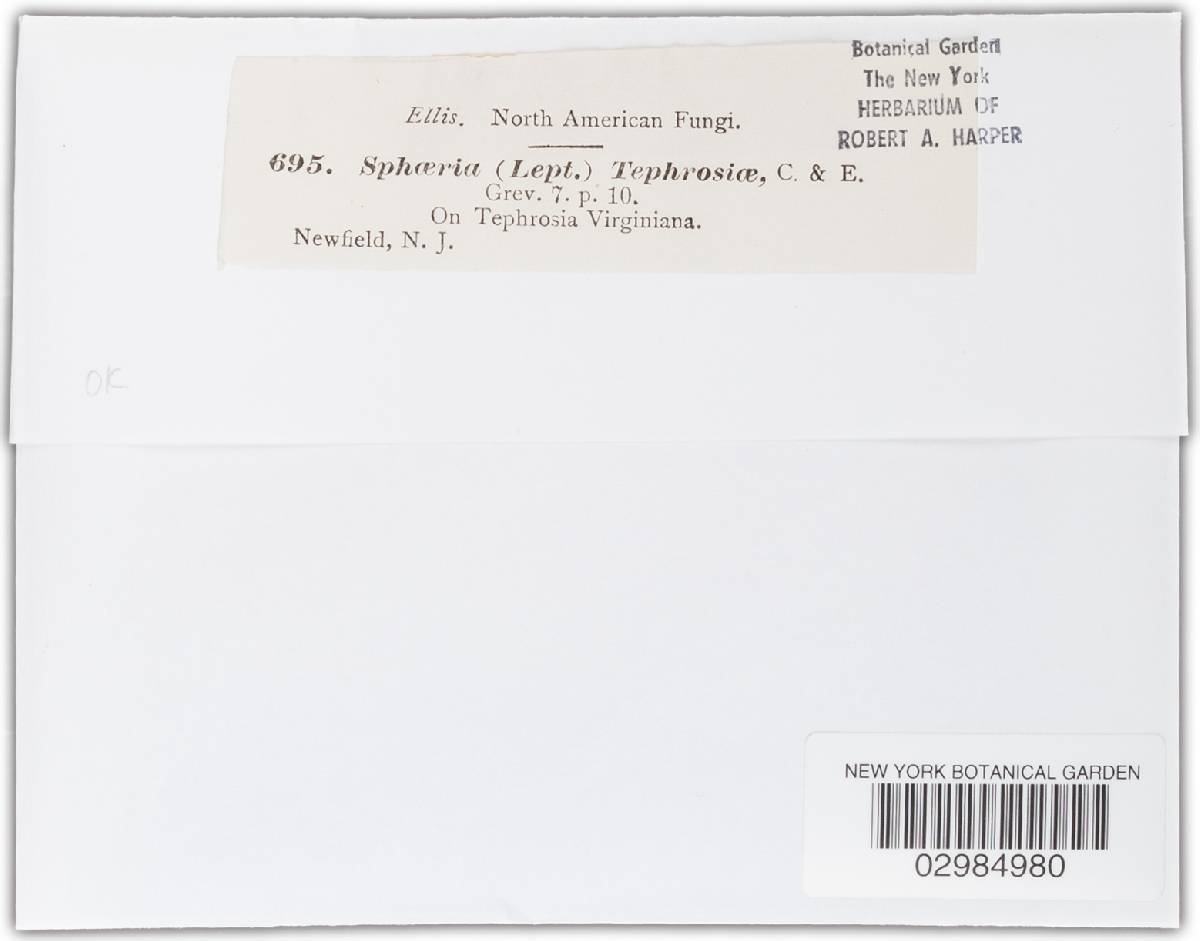 Botanical Garden
The New York
HERBARIUM OF
ROBERT A. HARPER
Ellis. North American Fungi.
695. Sphæria (Lept.) Tephrosiæ, C. & E.
Grev. 7. p. 10.
On Tephrosia Virginiana.
Newfield, N. J.
OK
NEW YORK BOTANICAL GARDEN
02984980